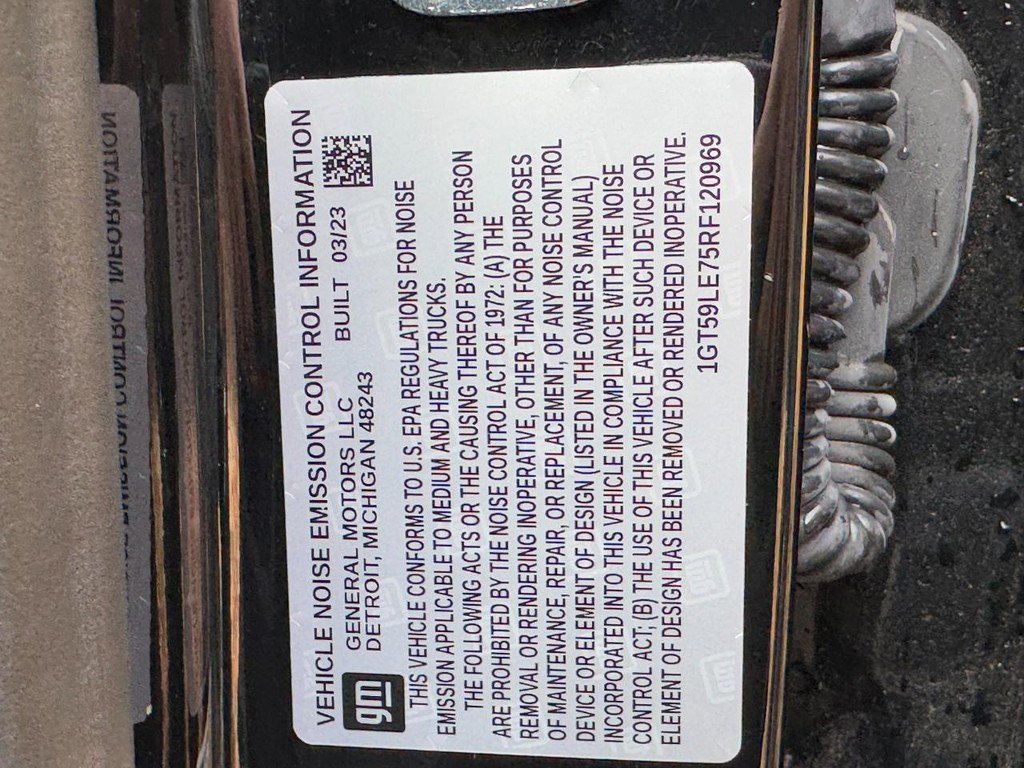 VEHICLE NOISE EMISSION CONTROL INFORMATION
gm
GENERAL MOTORS LLC
DETROIT, MICHIGAN 48243 BUILT 03/23
THIS VEHICLE CONFORMS TO U.S. EPA REGULATIONS FOR NOISE
EMISSION APPLICABLE TO MEDIUM AND HEAVY TRUCKS.
THE FOLLOWING ACTS OR THE CAUSING THEREOF BY ANY PERSON
ARE PROHIBITED BY THE NOISE CONTROL ACT OF 1972: (A) THE
REMOVAL OR RENDERING INOPERATIVE, OTHER THAN FOR PURPOSES
OF MAINTENANCE, REPAIR, OR REPLACEMENT, OF ANY NOISE CONTROL
DEVICE OR ELEMENT OF DESIGN (LISTED IN THE OWNER'S MANUAL)
INCORPORATED INTO THIS VEHICLE IN COMPLIANCE WITH THE NOISE
CONTROL ACT; (B) THE USE OF THIS VEHICLE AFTER SUCH DEVICE OR
ELEMENT OF DESIGN HAS BEEN REMOVED OR RENDERED INOPERATIVE.
1GT59LE75RF120969